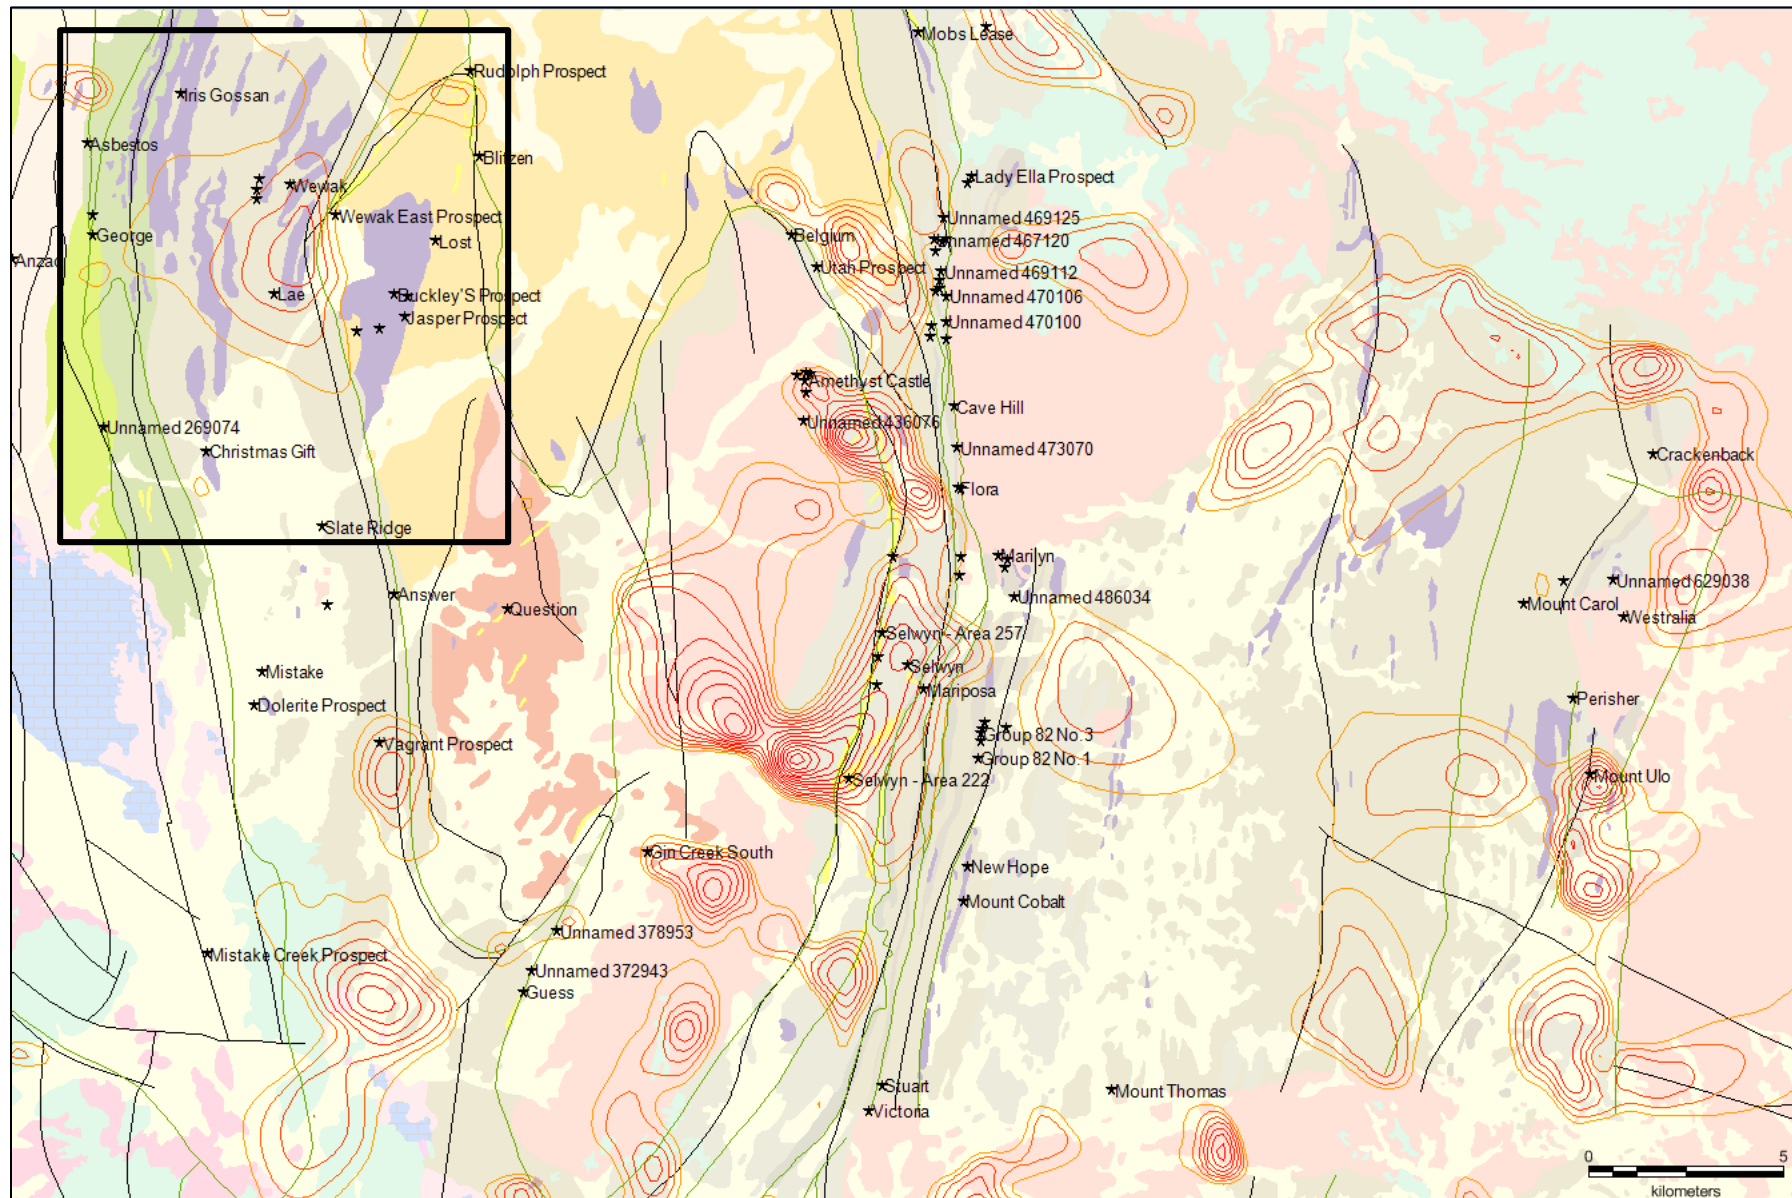 Mobs Lease
Rudolph Prospect
Iris Gossan
Asbestos
Blitzen
Lady Ella Prospect
Wewak
Wewak East Prospect
Unnamed 469125
George
Belgium
Lost
Unnamed 467120
Anzac
Utah Prospect
Unnamed 469112
Lae
Buckley'S Prospect
Unnamed 470106
Jasper Prospect
Unnamed 470100
Amethyst Castle
Cave Hill
Unnamed 436076
Unnamed 269074
Unnamed 473070
Christmas Gift
Crackenback
Flora
Slate Ridge
Marilyn
Unnamed 629038
Answer
Unnamed 486034
Mount Carol
Question
Westralia
Selwyn - Area 257
Selwyn
Mistake
Mariposa
Perisher
Dolerite Prospect
Group 82 No. 3
Vagrant Prospect
Group 82 No. 1
Mount Ulo
Selwyn - Area 222
Gin Creek South
New Hope
Mount Cobalt
Unnamed 378953
Mistake Creek Prospect
Unnamed 372943
Guess
Stuart
Mount Thomas
Victoria
0 5
kilometers